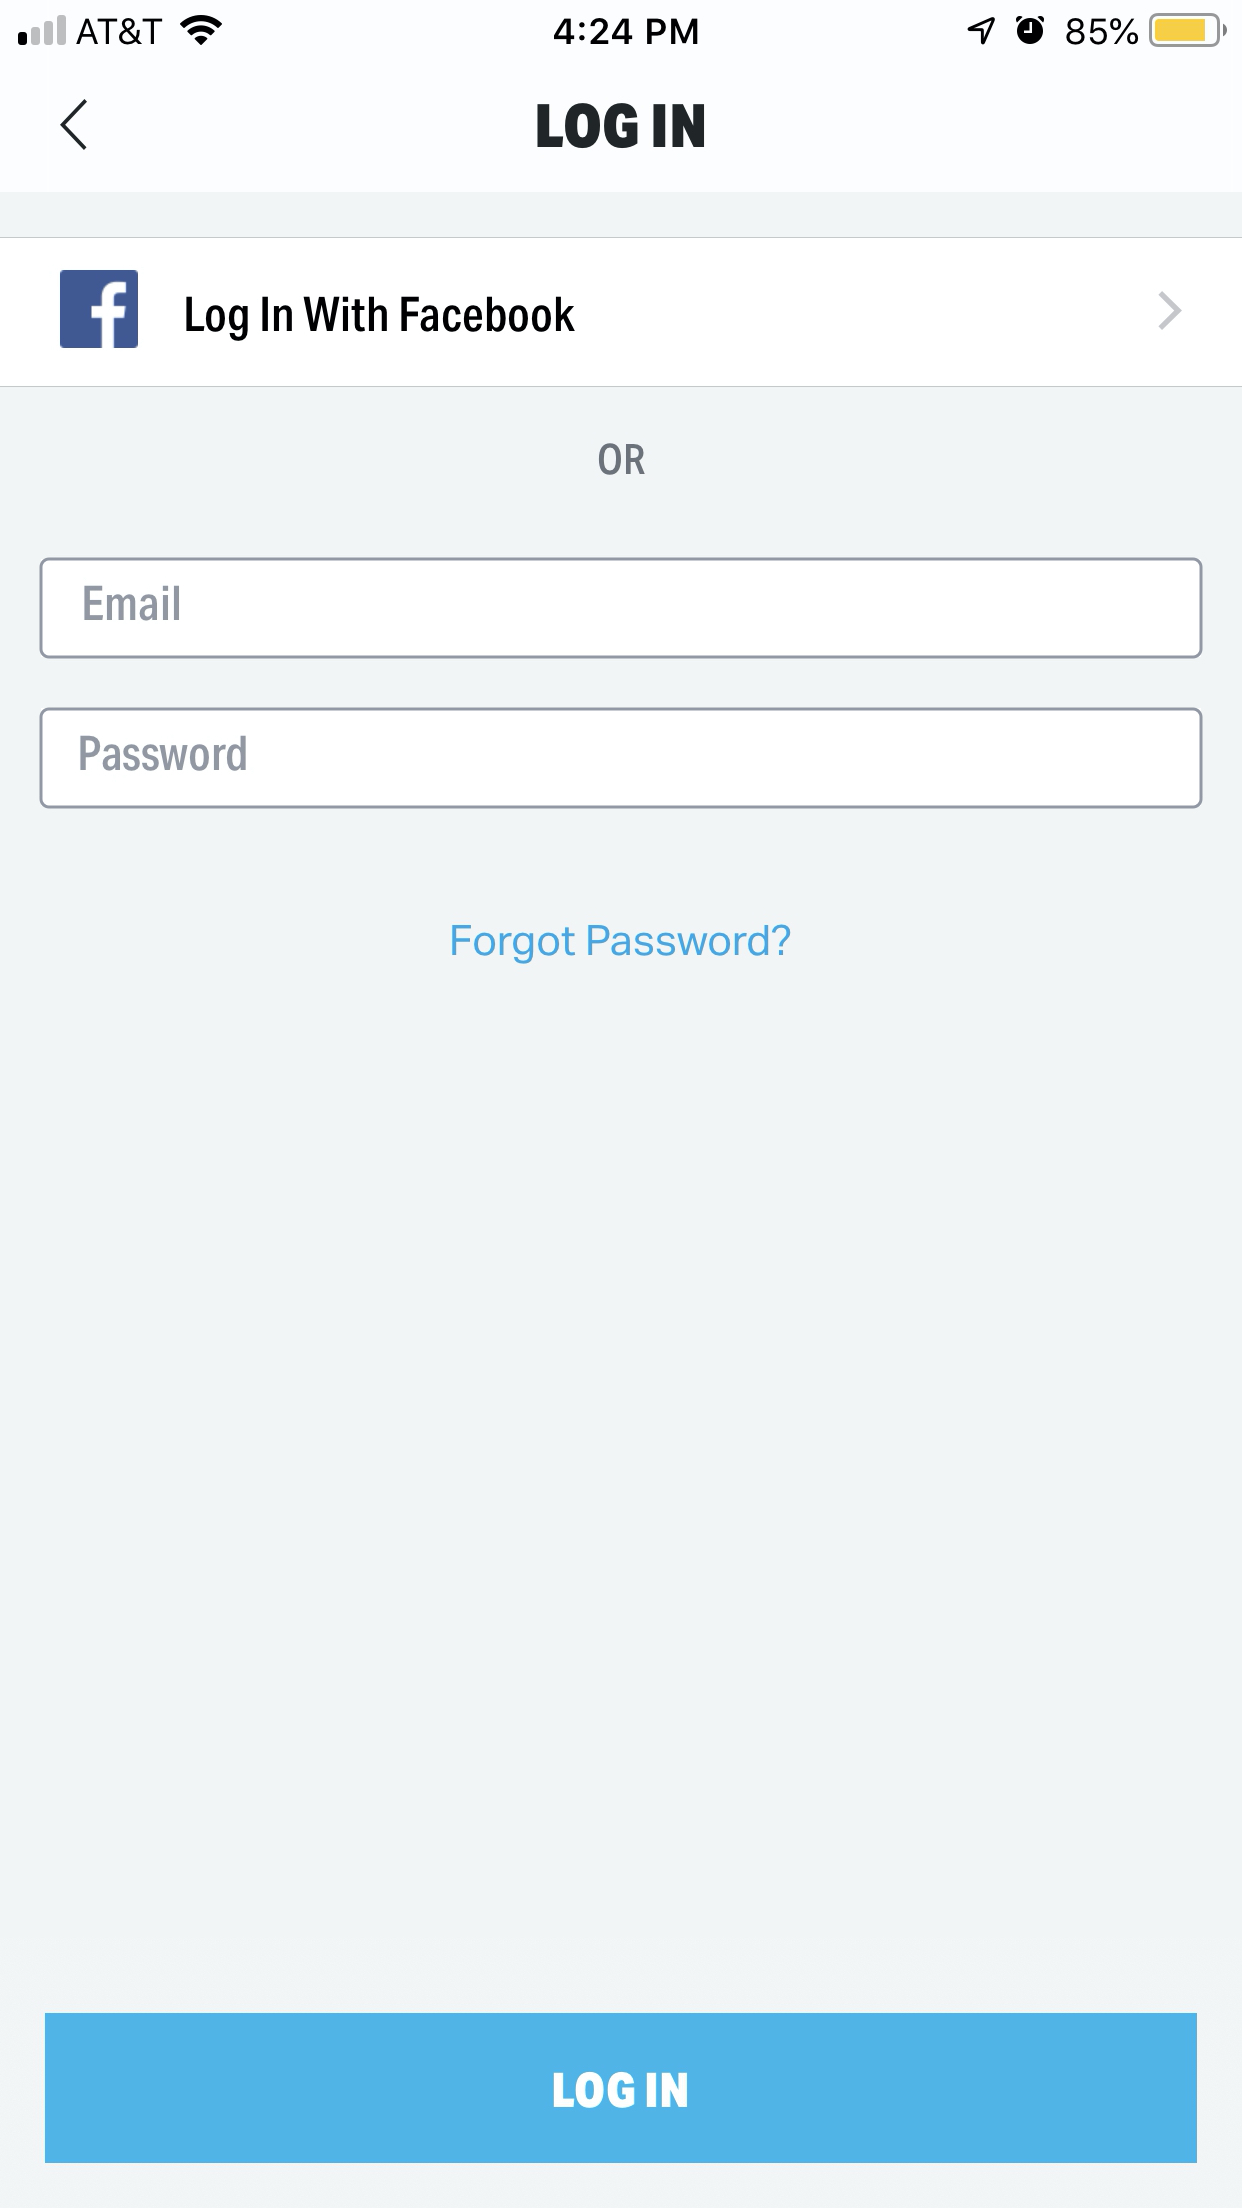 AT&T 4:24 PM 85%
LOG IN
Log In With Facebook
OR
Email
Password
Forgot Password?
LOG IN